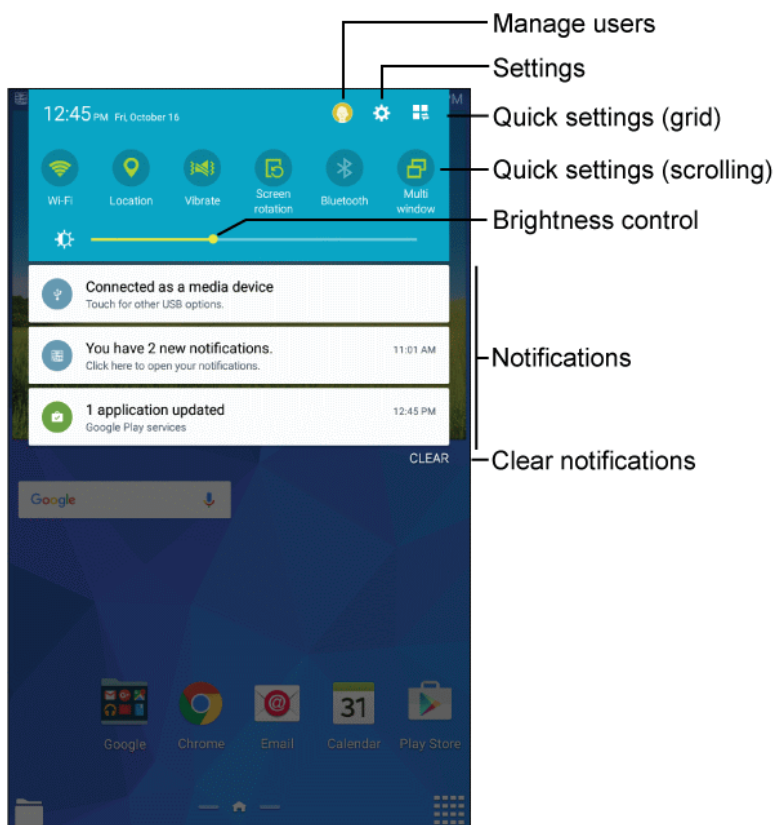 Manage users
Settings
Quick settings (grid)
Quick settings (scrolling)
Brightness control
Notifications
Clear notifications
M
12:45 PM Fri, October 16
Wi-Fi
Location
Vibrate
Screen
rotation
Bluetooth
Multi
window
Connected as a media device
Touch for other USB options.
You have 2 new notifications.
11:01 AM
Click here to open your notifications.
1 application updated
12:45 PM
Google Play services
CLEAR
Google
31
Google
Chrome
Email
Calendar
Play Store